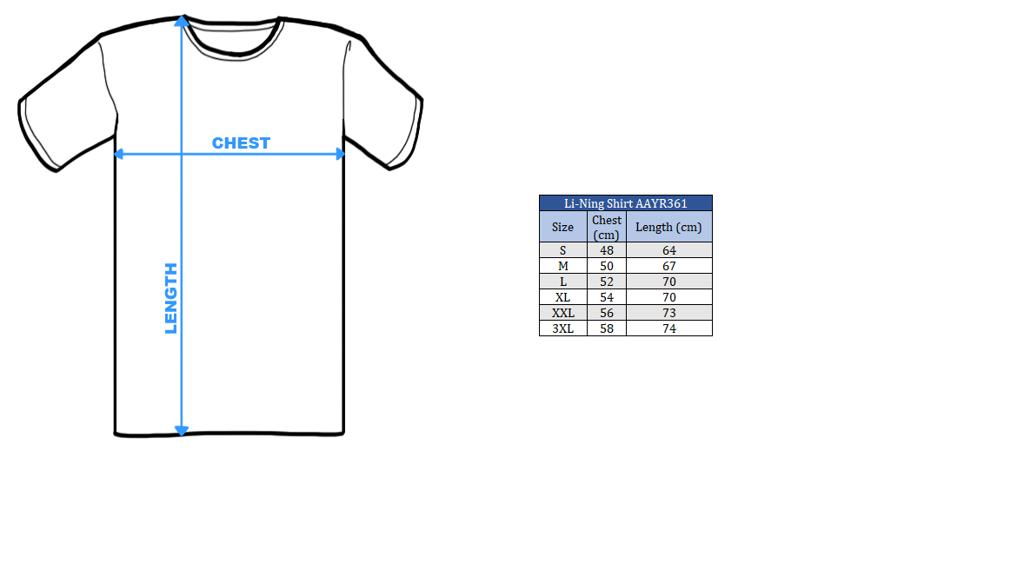 CHEST
LENGTH
Li-Ning Shirt AAYR361
Size Chest (cm) Length (cm)
S 48 64
M 50 67
L 52 70
XL 54 70
XXL 56 73
3XL 58 74